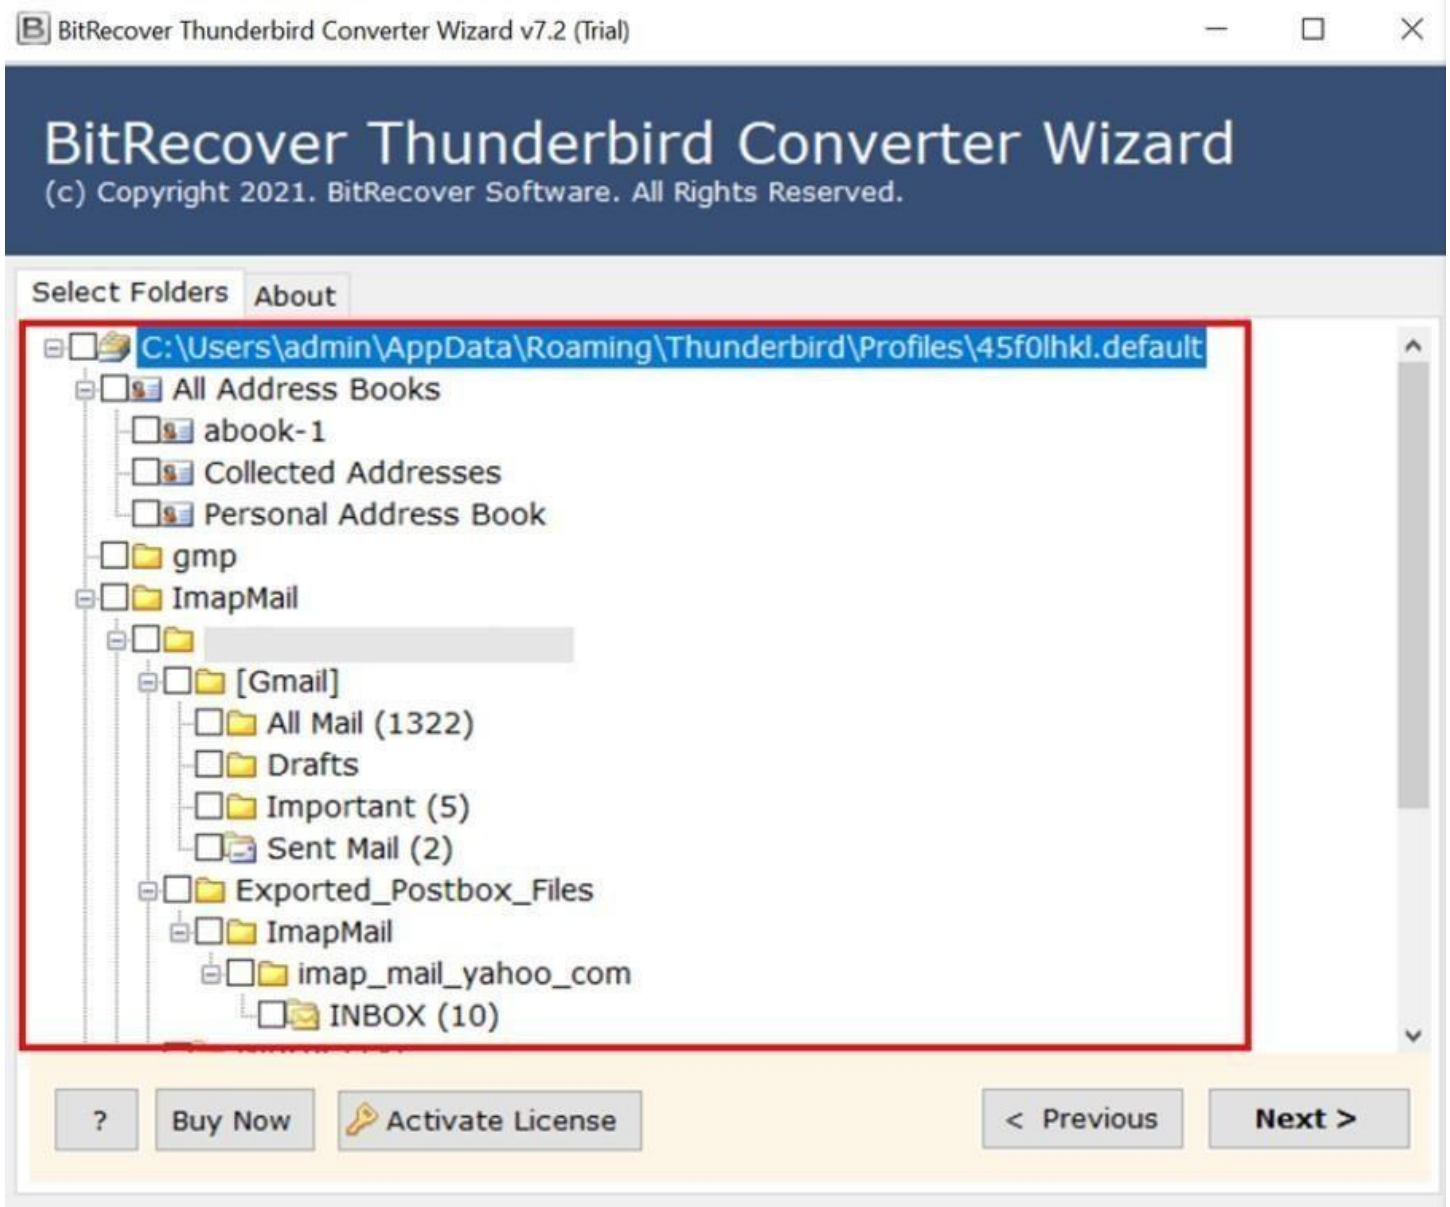 BitRecover Thunderbird Converter Wizard v7.2 (Trial)
BitRecover Thunderbird Converter Wizard
(c) Copyright 2021. BitRecover Software. All Rights Reserved.
Select Folders About
C:\Users\admin\AppData\Roaming\Thunderbird\Profiles\45f0lhkl.default
All Address Books
abook-1
Collected Addresses
Personal Address Book
gmp
ImapMail
[Gmail]
All Mail (1322)
Drafts
Important (5)
Sent Mail (2)
Exported_Postbox_Files
ImapMail
imap_mail_yahoo_com
INBOX (10)
? Buy Now Activate License < Previous Next >